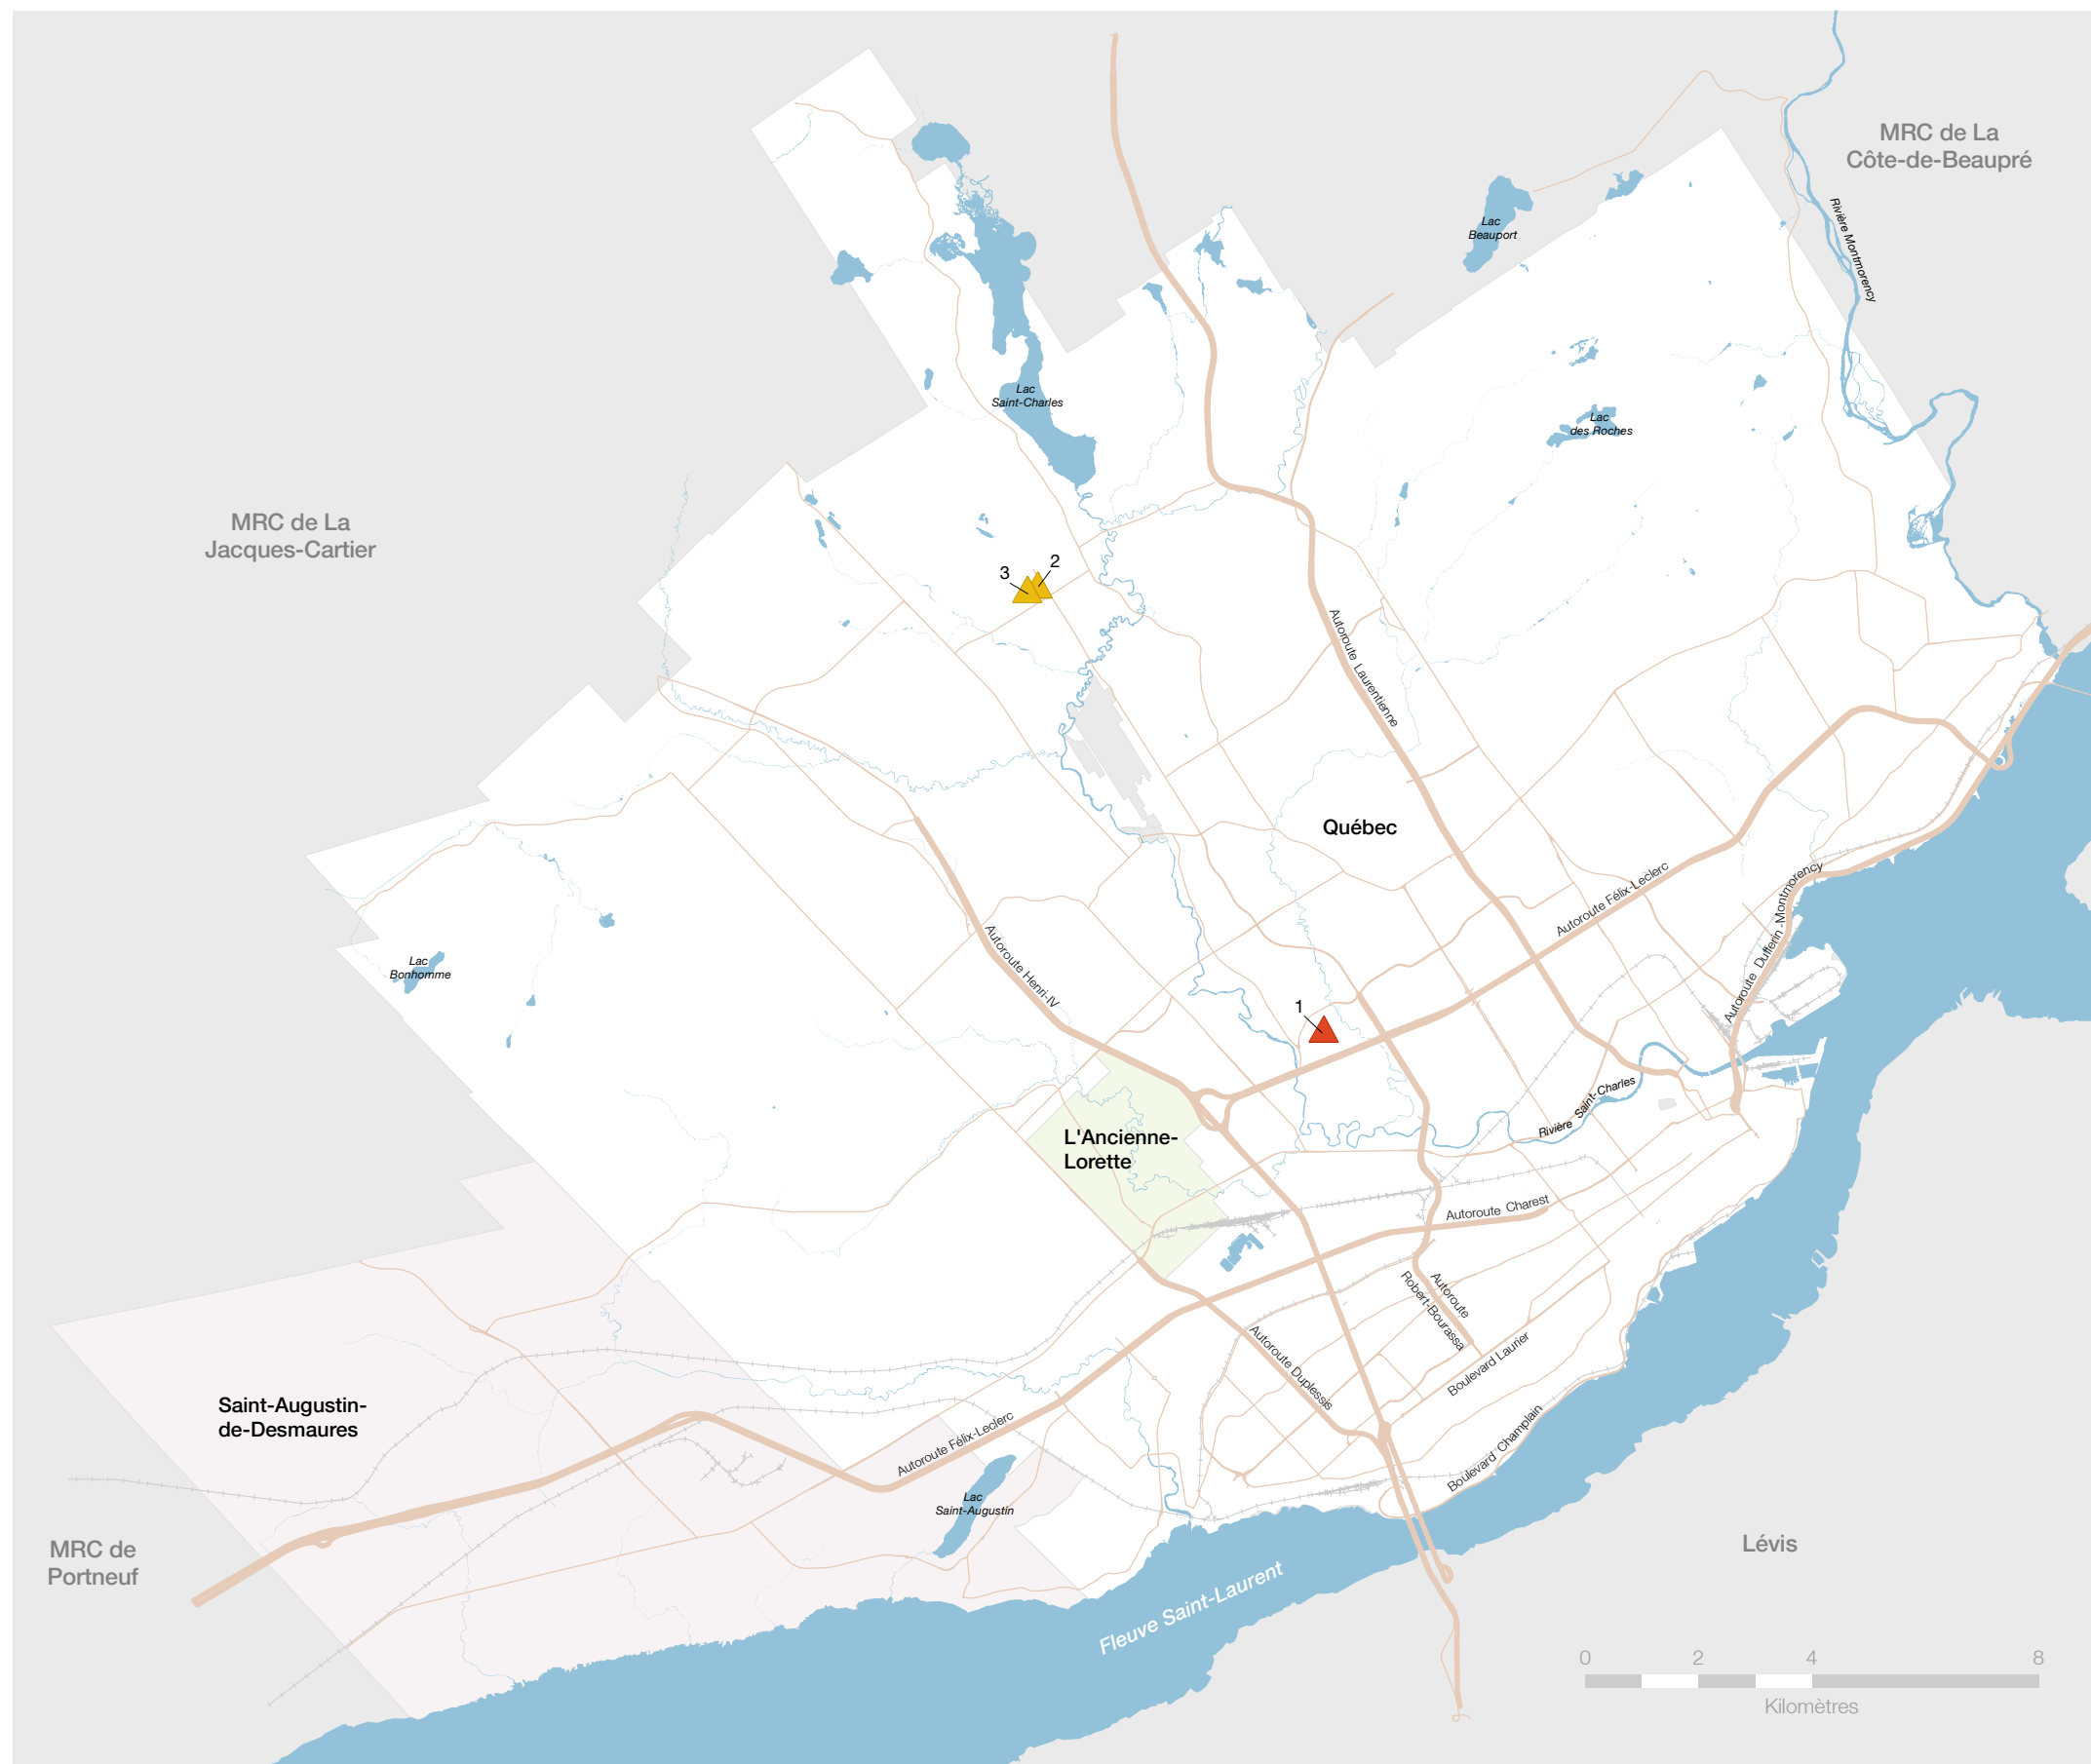 MRC de La
Côte-de-Beaupré
Rivière Montmorency
Lac
Beauport
Lac
Saint-Charles
Lac
des Roches
MRC de La
Jacques-Cartier
3
2
Autoroute Laurentienne
Québec
Autoroute Félix-Leclerc
Autoroute Dufferin -Montmorency
Lac
Bonhomme
Autoroute Henri-IV
1
Rivière Saint-Charles
L'Ancienne-
Lorette
Autoroute Charest
Autoroute
Robert-Bourassa
Autoroute Duplessis
Boulevard Laurier
Saint-Augustin-
de-Desmaures
Autoroute Félix-Leclerc
Boulevard Champlain
Lac
Saint-Augustin
MRC de
Portneuf
Lévis
Fleuve Saint-Laurent
0 2 4 8
Kilomètres